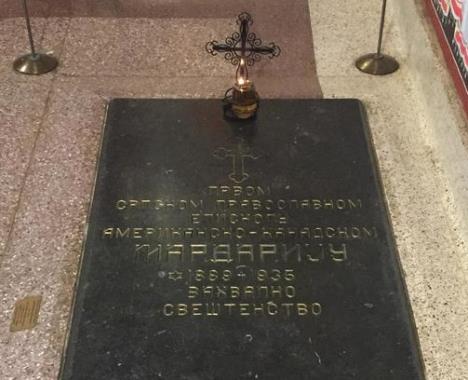 ПРВОМ
СРПСКОМ ПРАВОСЛАВНОМ
ЕПИСКОПУ
АМЕРИКАНСКО-КАНАДСКОМ
МАРДАРИЈУ
1889-1935
ЗАХВАЛНО
СВЕШТЕНСТВО